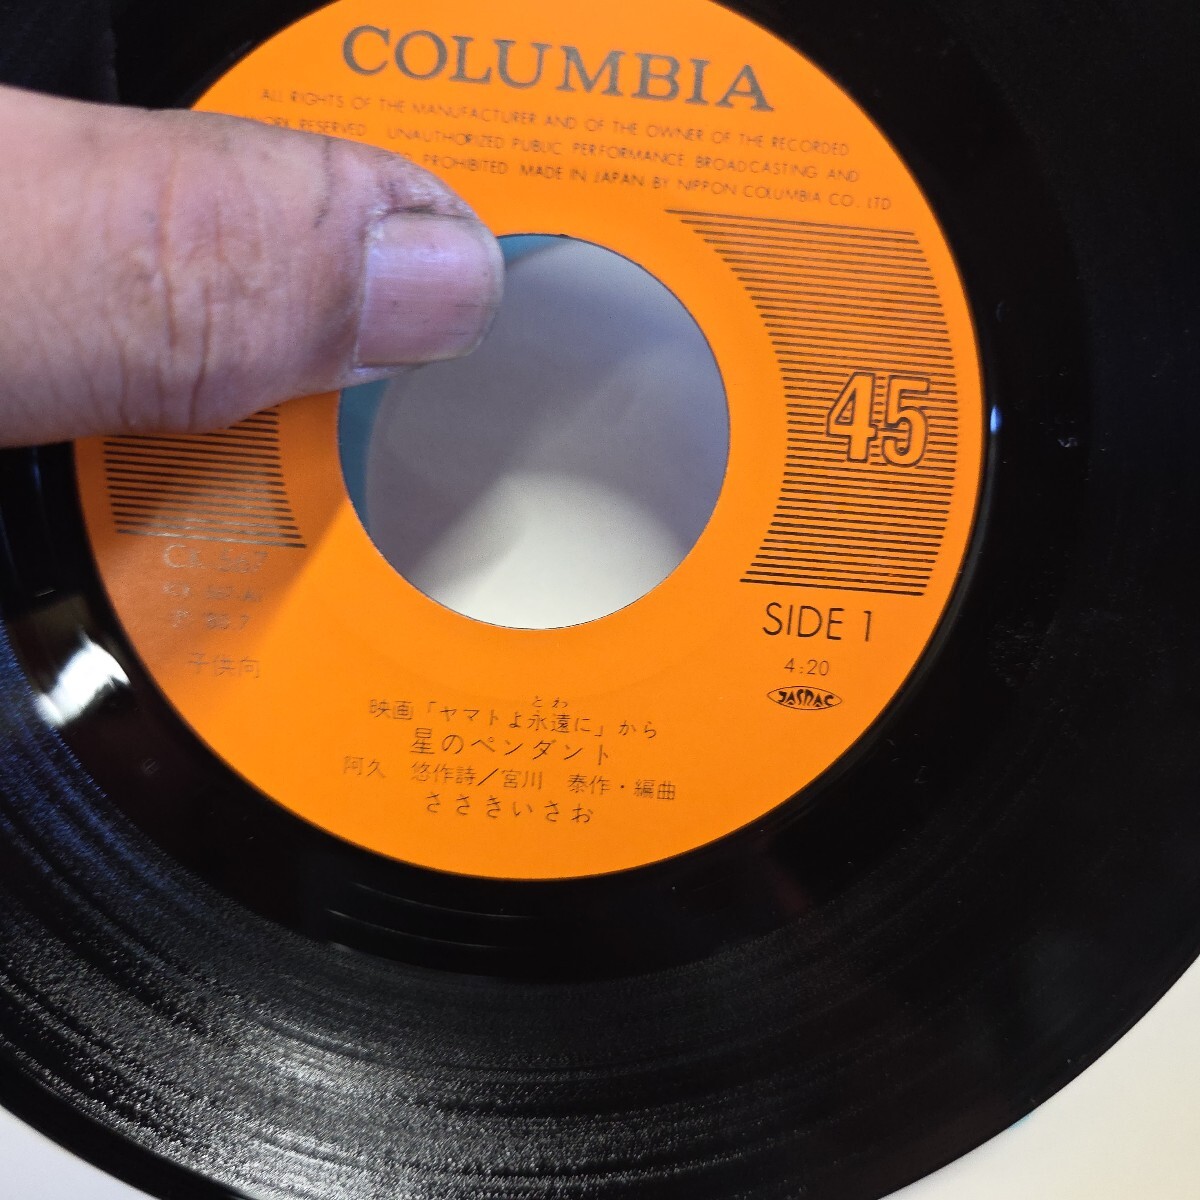 COLUMBIA
ALL RIGHTS OF THE MANUFACTURER AND OF THE OWNER OF THE RECORDED
WORK RESERVED UNAUTHORIZED PUBLIC PERFORMANCE BROADCASTING AND
PROHIBITED MADE IN JAPAN BY NIPPON COLUMBIA CO., LTD
45
CK 567
子供向
SIDE 1
4:20
JASRAC
とわ
映画「ヤマトよ永遠に」から
星のペンダント
阿久 悠作詩/宮川 泰作・編曲
ささきいさお